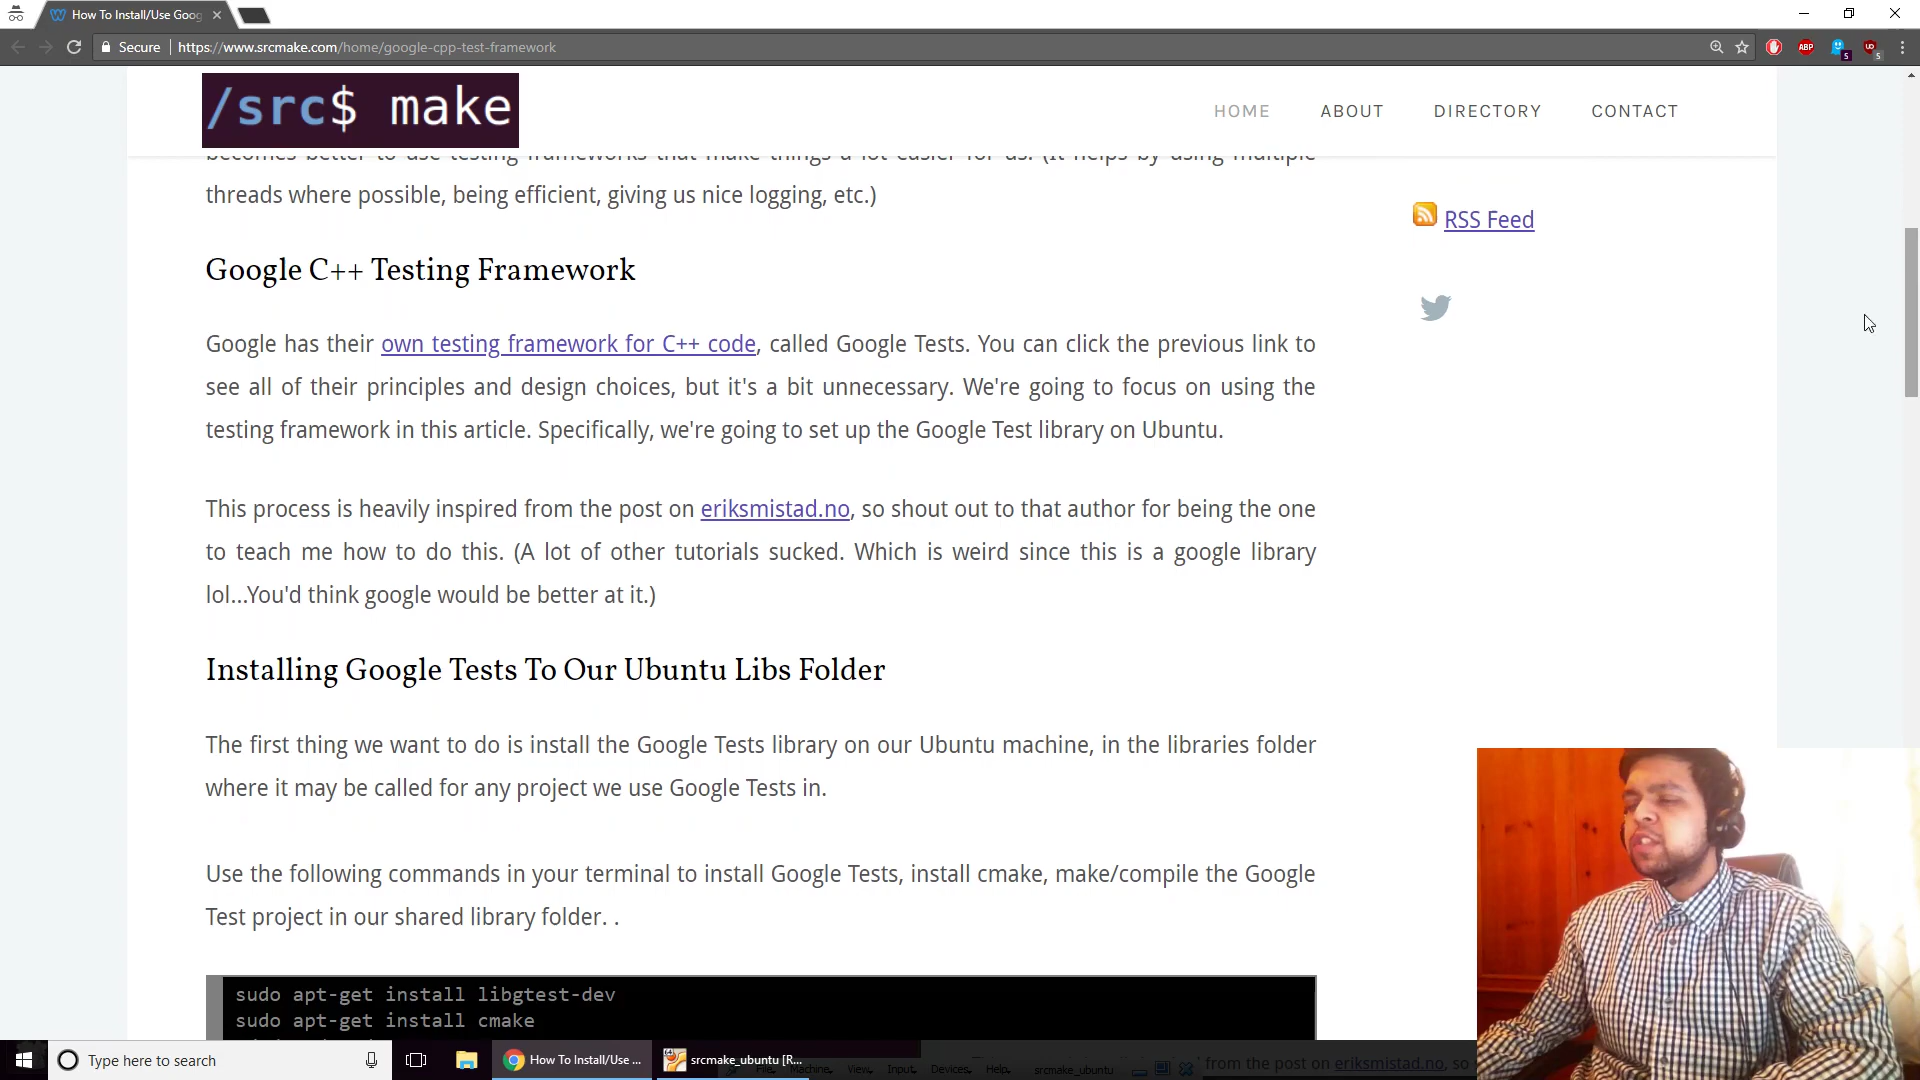 How To Install/Use Goog
Secure
https://www.srcmake.com/home/google-cpp-test-framework
ABP
5
UD
5
/src$ make
HOME
ABOUT
DIRECTORY
CONTACT
becomes better to use testing frameworks that make things a lot easier for us. (It helps by using multiple
threads where possible, being efficient, giving us nice logging, etc.)
RSS Feed
Google C++ Testing Framework
Google has their own testing framework for C++ code, called Google Tests. You can click the previous link to
see all of their principles and design choices, but it's a bit unnecessary. We're going to focus on using the
testing framework in this article. Specifically, we're going to set up the Google Test library on Ubuntu.
This process is heavily inspired from the post on eriksmistad.no, so shout out to that author for being the one
to teach me how to do this. (A lot of other tutorials sucked. Which is weird since this is a google library
lol...You'd think google would be better at it.)
Installing Google Tests To Our Ubuntu Libs Folder
The first thing we want to do is install the Google Tests library on our Ubuntu machine, in the libraries folder
where it may be called for any project we use Google Tests in.
Use the following commands in your terminal to install Google Tests, install cmake, make/compile the Google
Test project in our shared library folder. .
sudo apt-get install libgtest-dev
sudo apt-get install cmake
Type here to search
How To Install/Use ...
srcmake_ubuntu [R...
File Machine View Input Devices Help
srcmake_ubuntu
from the post on eriksmistad.no, so